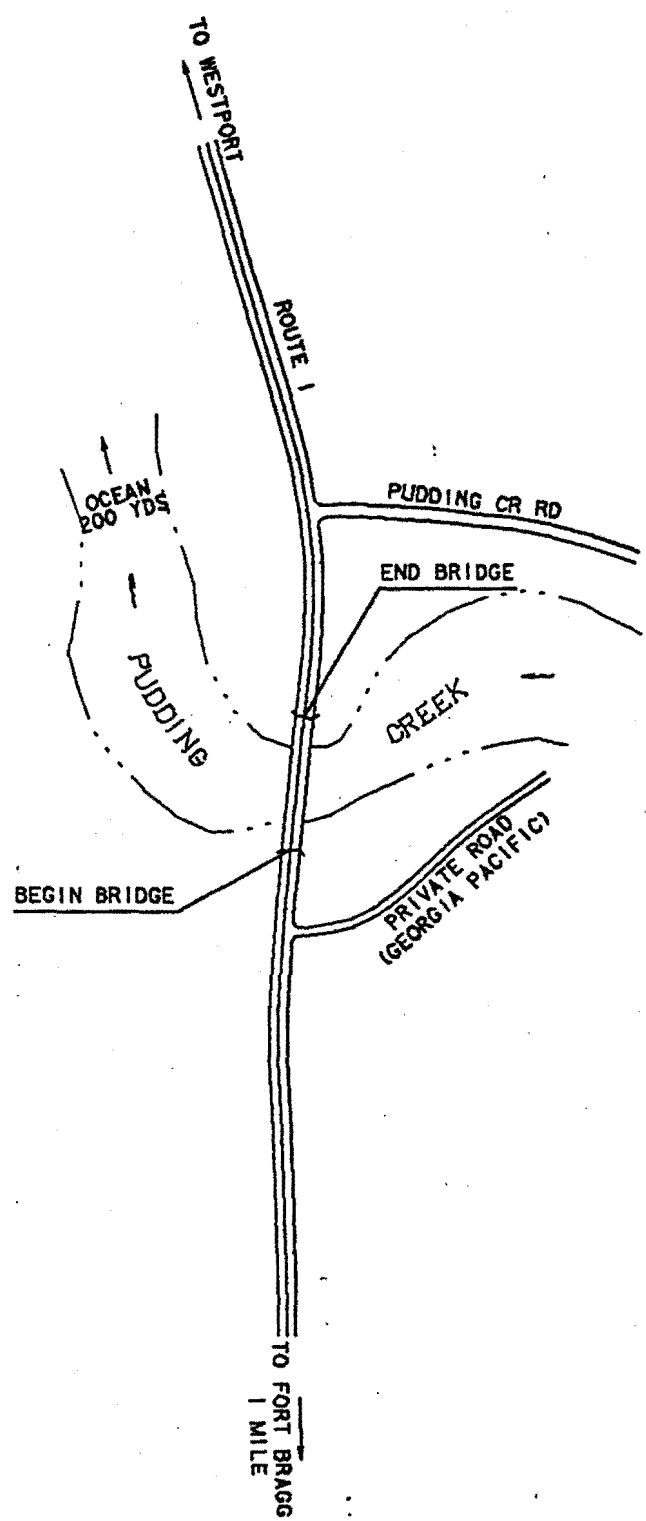 TO WESTPORT
ROUTE 1
OCEAN
200 YDS
PUDDING CR RD
END BRIDGE
PUDDING
CREEK
BEGIN BRIDGE
PRIVATE ROAD
(GEORGIA PACIFIC)
TO FORT BRAGG
1 MILE